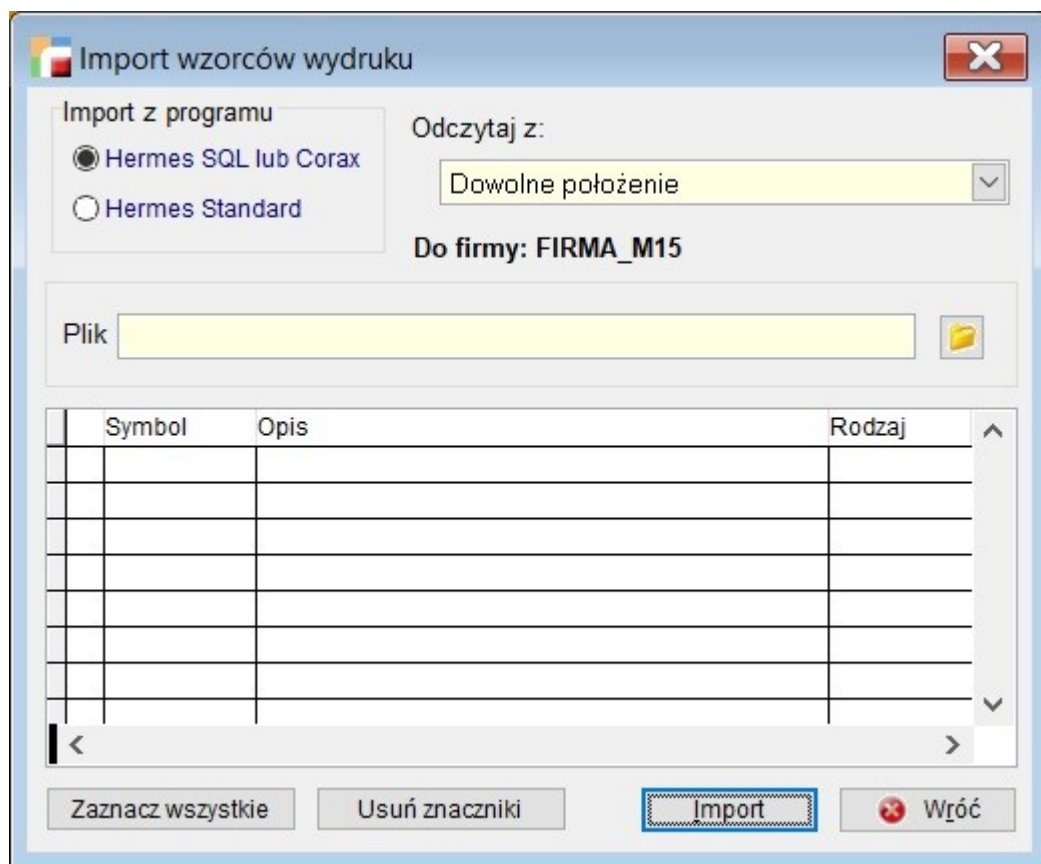 Import wzorców wydruku
Import z programu
Hermes SQL lub Corax
Hermes Standard
Odczytaj z:
Dowolne położenie
Do firmy: FIRMA_M15
Plik
Symbol Opis Rodzaj
Zaznacz wszystkie Usuń znaczniki Import Wróć